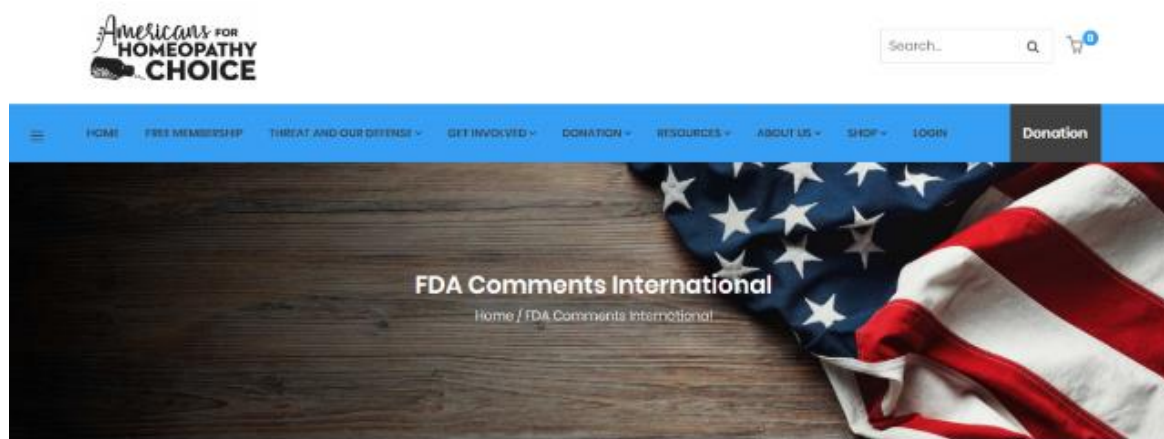 Americans FOR
HOMEOPATHY
CHOICE
Search...
0
HOME FREE MEMBERSHIP THREAT AND OUR DEFENSE GET INVOLVED DONATION RESOURCES ABOUT US SHOP LOGIN Donation
FDA Comments International
Home / FDA Comments International